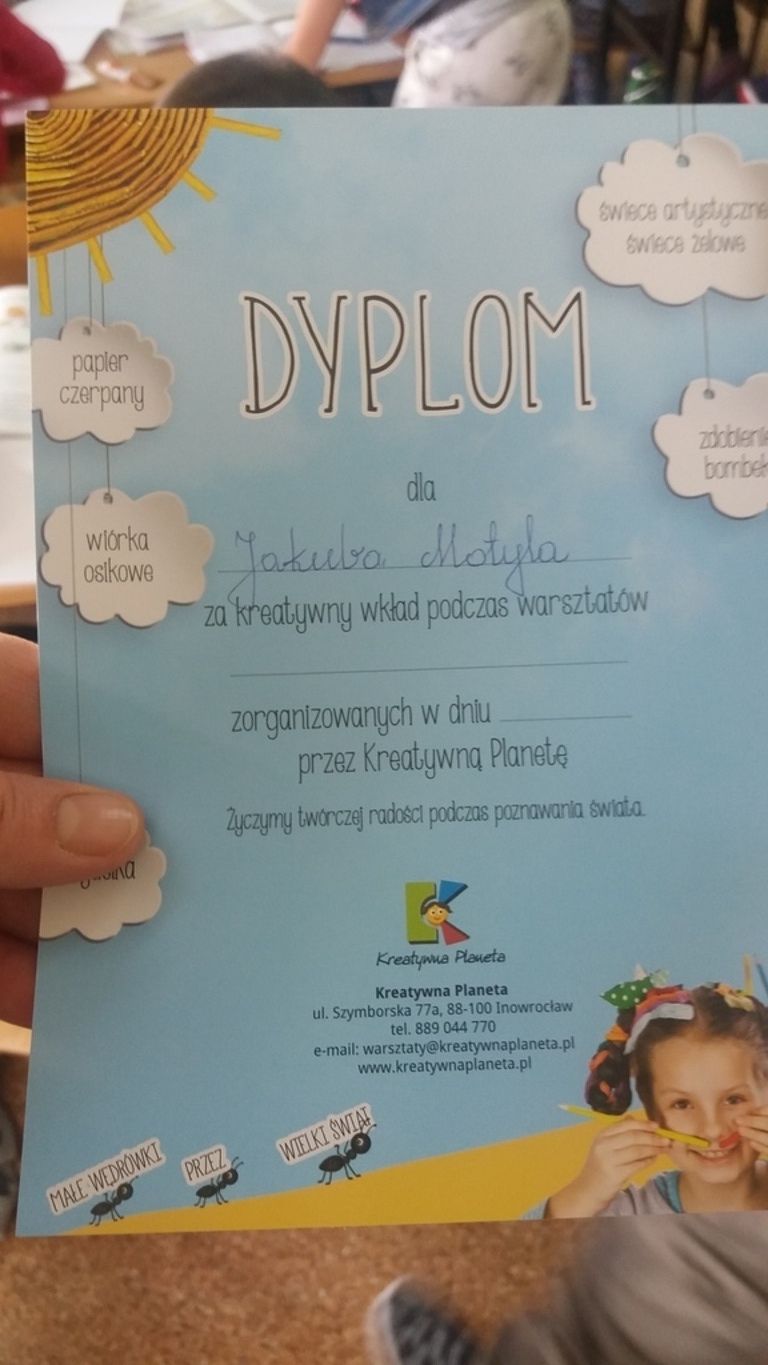 świece artystyczne
świece żelowe
DYPLOM
papier
czerpany
zdobienie
bombek
dla
wiórka
osikowe
Jakuba Motyla
za kreatywny wkład podczas warsztatów
zorganizowanych w dniu
przez Kreatywną Planetę
Życzymy twórczej radości podczas poznawania świata.
Kreatywna Planeta
Kreatywna Planeta
ul. Szymborska 77a, 88-100 Inowrocław
tel. 889 044 770
e-mail: warsztaty@kreatywnaplaneta.pl
www.kreatywnaplaneta.pl
MAŁE WĘDRÓWKI
PRZEZ
WIELKI ŚWIAT